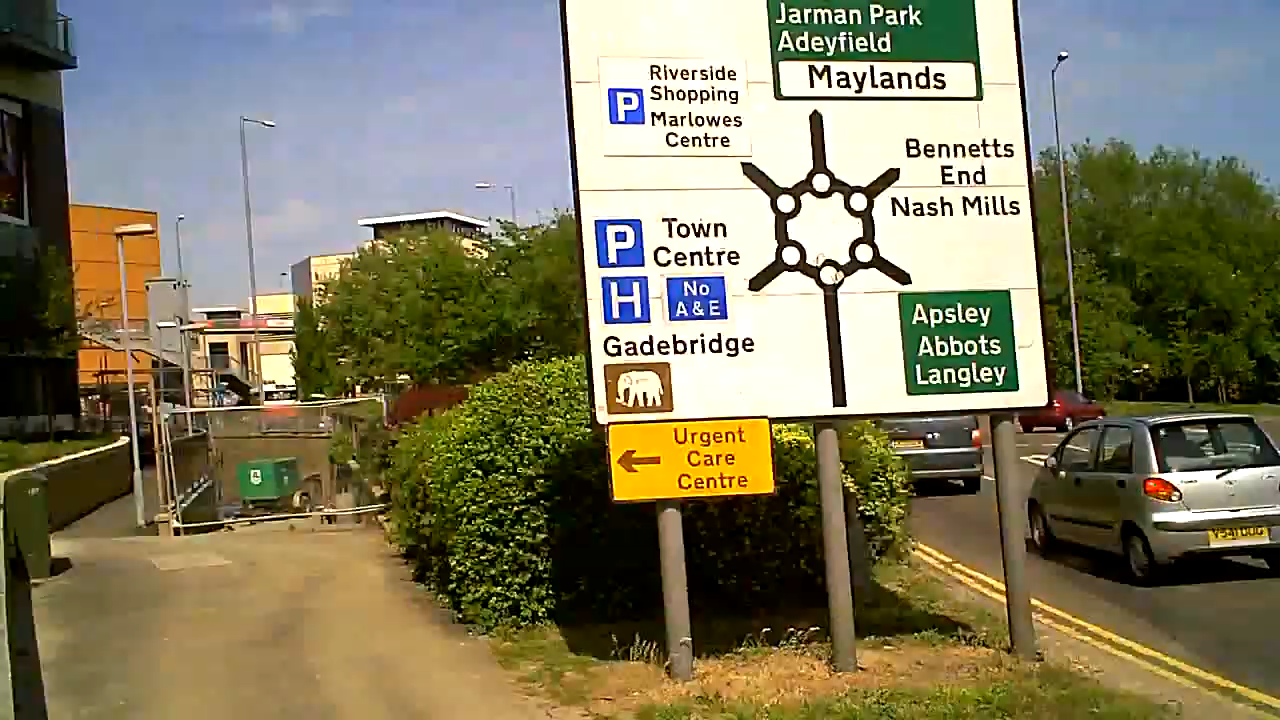 Jarman Park
Adeyfield
Maylands
P
Riverside
Shopping
Marlowes
Centre
Bennetts
End
Nash Mills
P
Town
Centre
H
No
A&E
Gadebridge
Apsley
Abbots
Langley
Urgent
Care
Centre